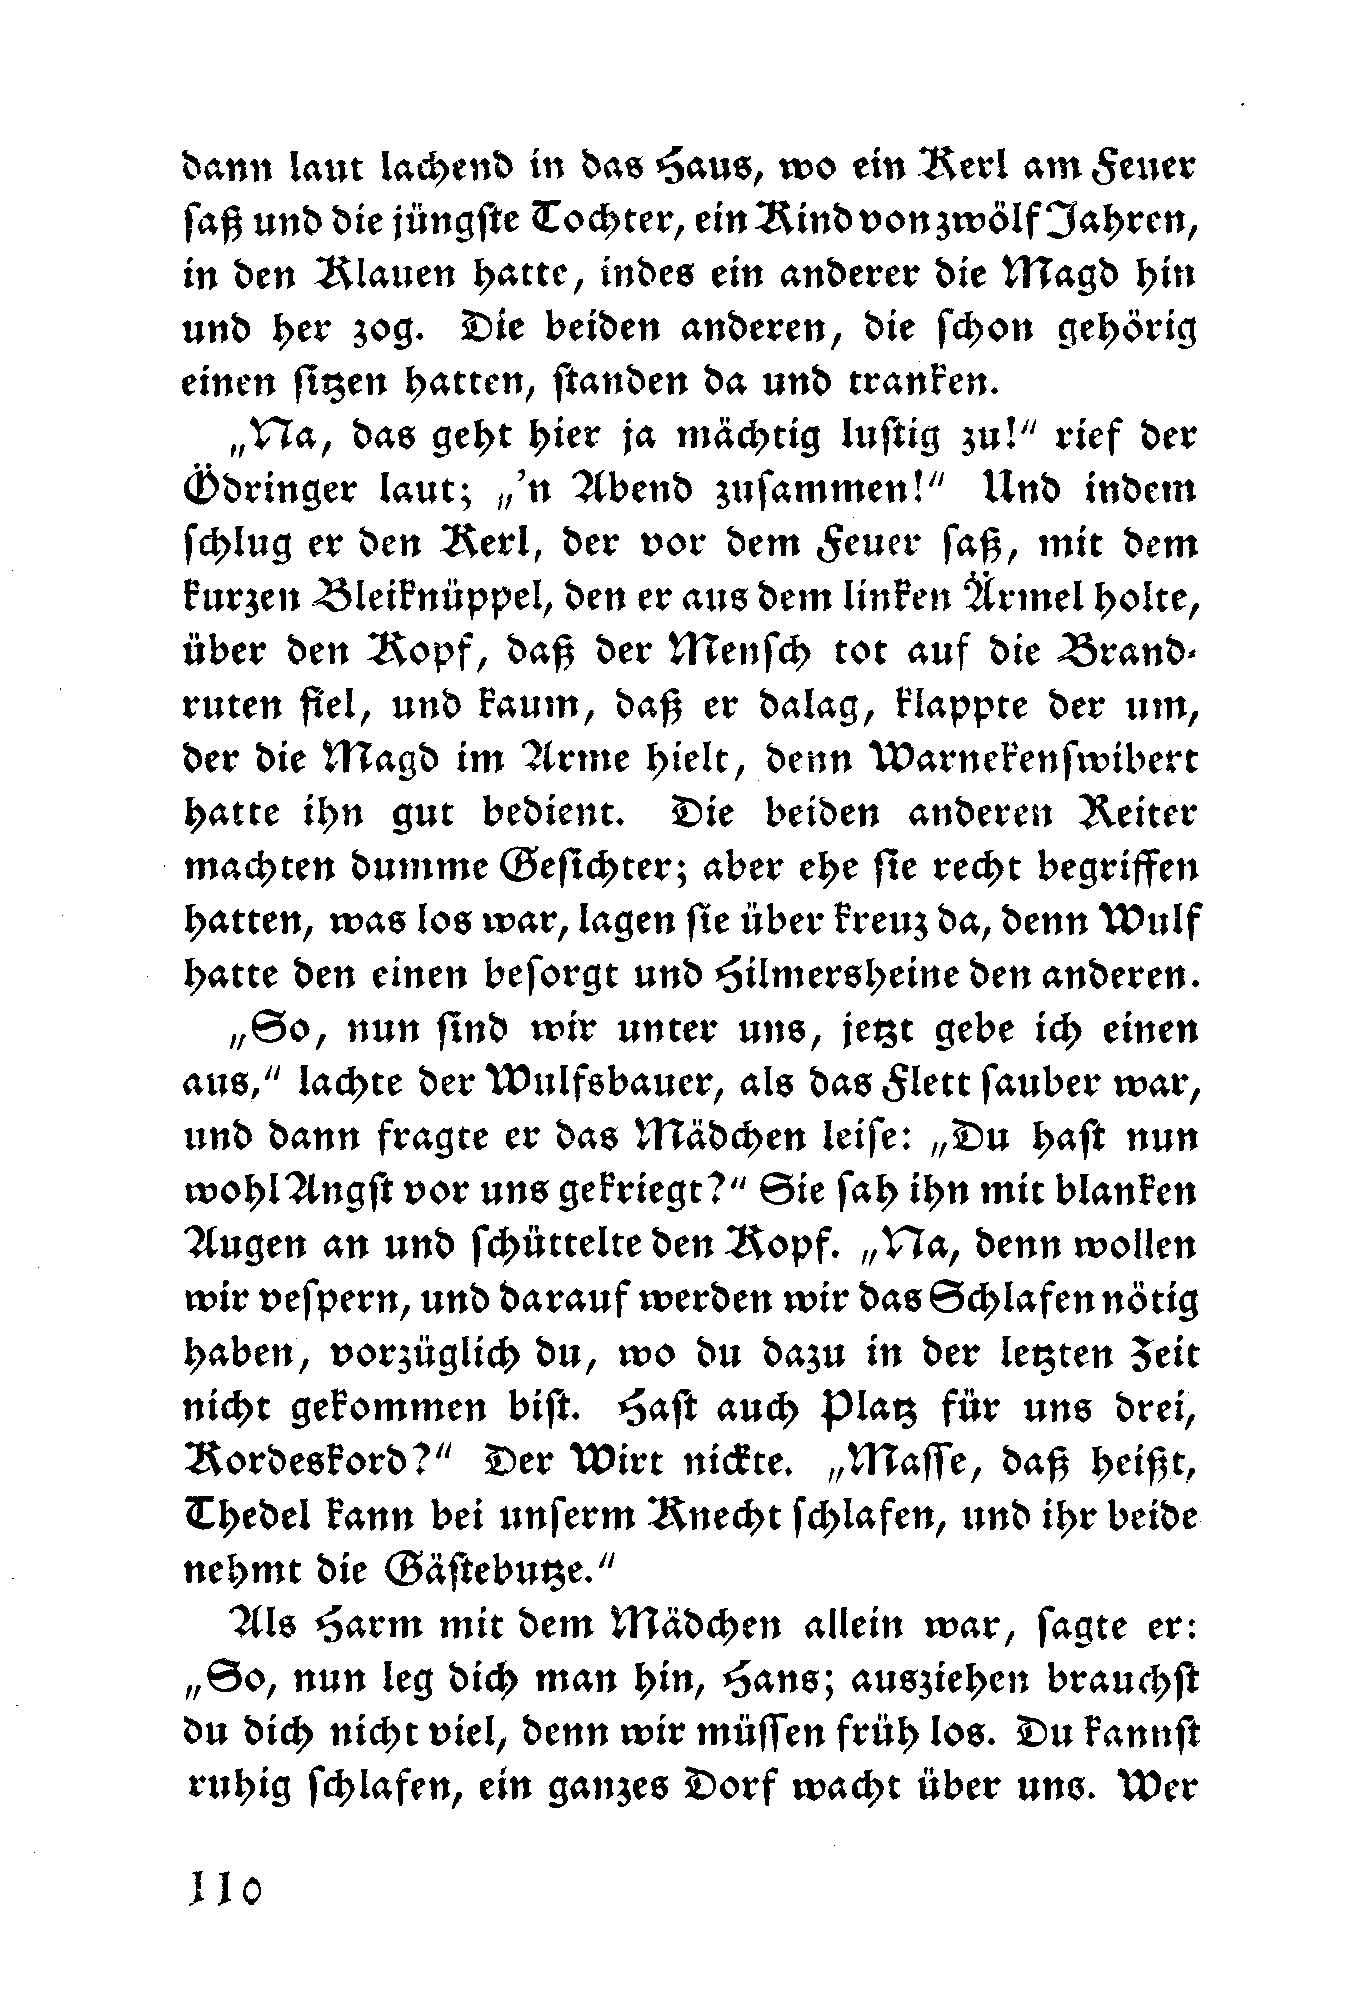 dann laut lachend in das Haus, wo ein Kerl am Feuer
saß und die jüngste Tochter, ein Kind von zwölf Jahren,
in den Klauen hatte, indes ein anderer die Magd hin
und her zog. Die beiden anderen, die schon gehörig
einen sitzen hatten, standen da und tranken.
„Na, das geht hier ja mächtig lustig zu!“ rief der
Ödringer laut; „’n Abend zusammen!“ Und indem
schlug er den Kerl, der vor dem Feuer saß, mit dem
kurzen Bleiknüppel, den er aus dem linken Ärmel holte,
über den Kopf, daß der Mensch tot auf die Brand-
ruten fiel, und kaum, daß er dalag, klappte der um,
der die Magd im Arme hielt, denn Warnekenswibert
hatte ihn gut bedient. Die beiden anderen Reiter
machten dumme Gesichter; aber ehe sie recht begriffen
hatten, was los war, lagen sie über kreuz da, denn Wulf
hatte den einen besorgt und Hilmersheine den anderen.
„So, nun sind wir unter uns, jetzt gebe ich einen
aus,“ lachte der Wulfsbauer, als das Flett sauber war,
und dann fragte er das Mädchen leise: „Du hast nun
wohl Angst vor uns gekriegt?“ Sie sah ihn mit blanken
Augen an und schüttelte den Kopf. „Na, denn wollen
wir vespern, und darauf werden wir das Schlafen nötig
haben, vorzüglich du, wo du dazu in der letzten Zeit
nicht gekommen bist. Hast auch Platz für uns drei,
Kordeskord?“ Der Wirt nickte. „Masse, daß heißt,
Thedel kann bei unserm Knecht schlafen, und ihr beide
nehmt die Gästebutze.“
Als Harm mit dem Mädchen allein war, sagte er:
„So, nun leg dich man hin, Hans; ausziehen brauchst
du dich nicht viel, denn wir müssen früh los. Du kannst
ruhig schlafen, ein ganzes Dorf wacht über uns. Wer
110